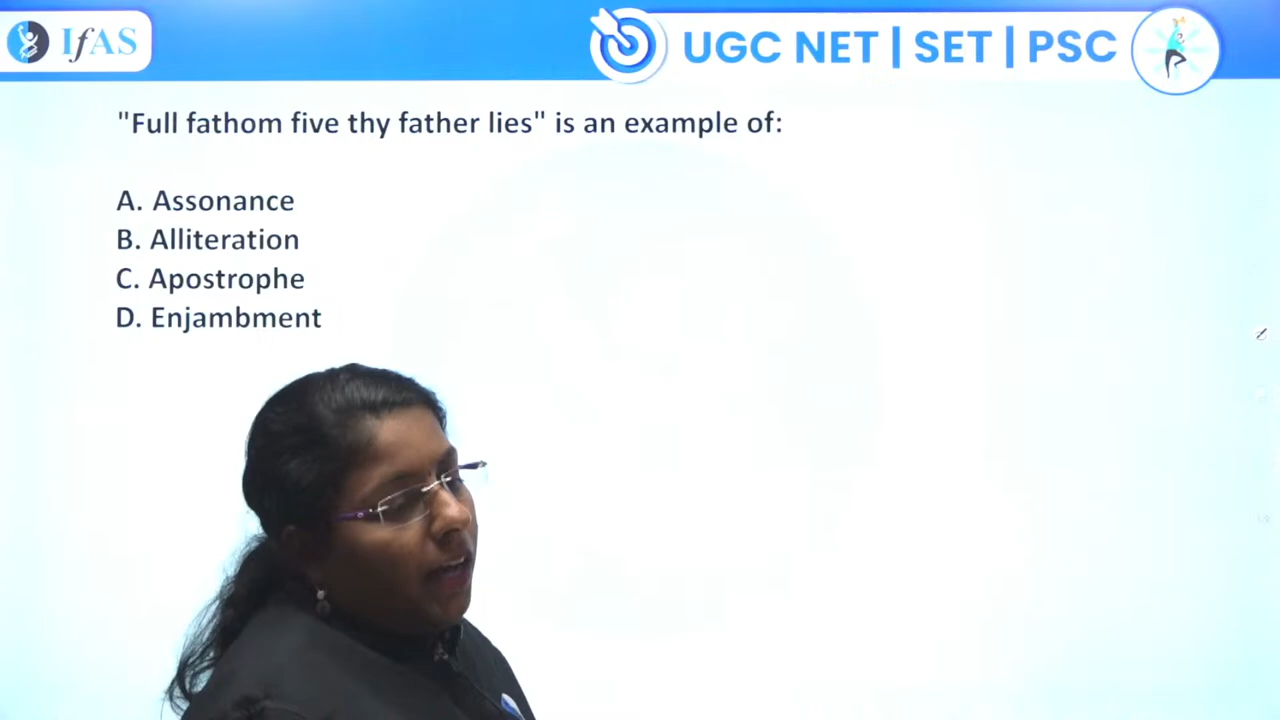 IfAS
UGC NET | SET | PSC
"Full fathom five thy father lies" is an example of:
A. Assonance
B. Alliteration
C. Apostrophe
D. Enjambment